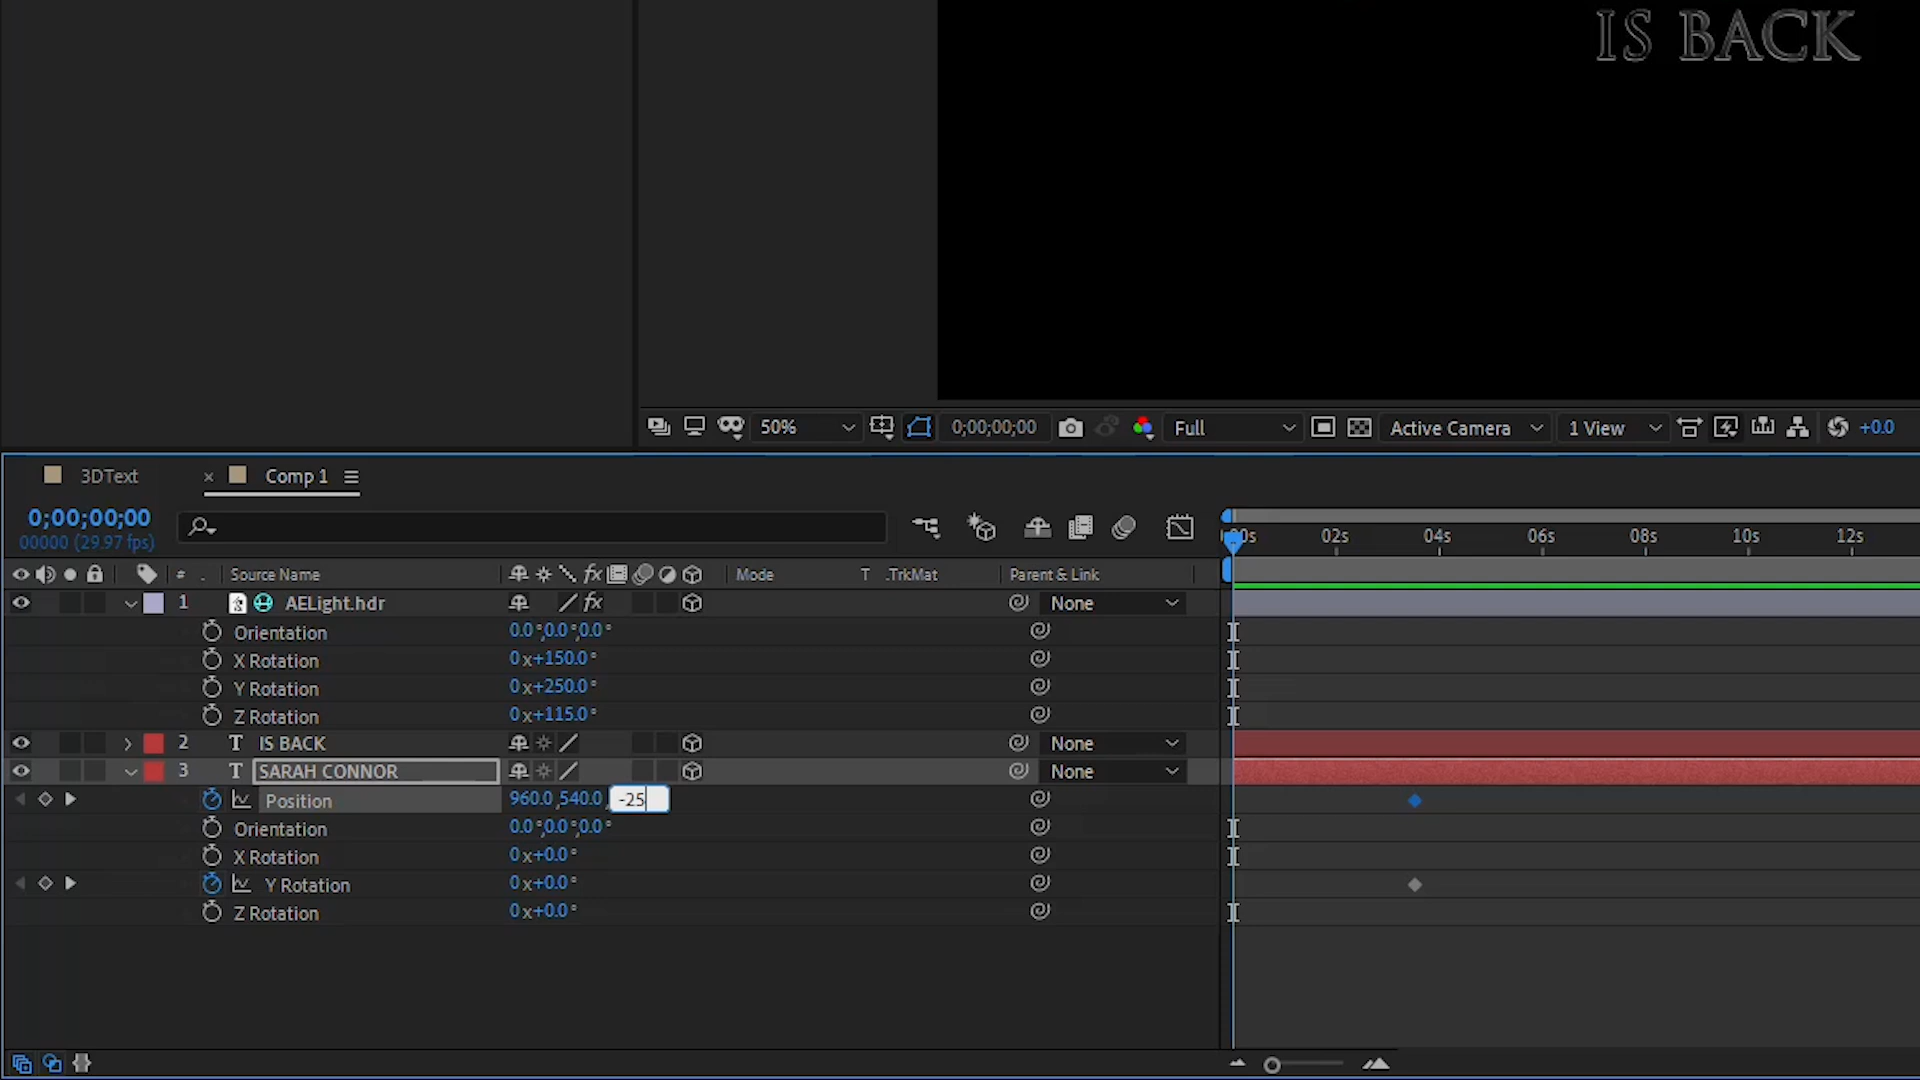 IS BACK
50%
0;00;00;00
Full
Active Camera
1 View
+0.0
3DText
× Comp 1
0;00;00;00
00000 (29.97 fps)
02s 04s 06s 08s 10s 12s
# . Source Name fx Mode T .TrkMat Parent & Link
1 AELight.hdr fx None
Orientation 0.0°,0.0°,0.0°
X Rotation 0x+150.0°
Y Rotation 0x+250.0°
Z Rotation 0x+115.0°
2 T IS BACK None
3 T SARAH CONNOR None
Position 960.0,540.0, -25
Orientation 0.0°,0.0°,0.0°
X Rotation 0x+0.0°
Y Rotation 0x+0.0°
Z Rotation 0x+0.0°